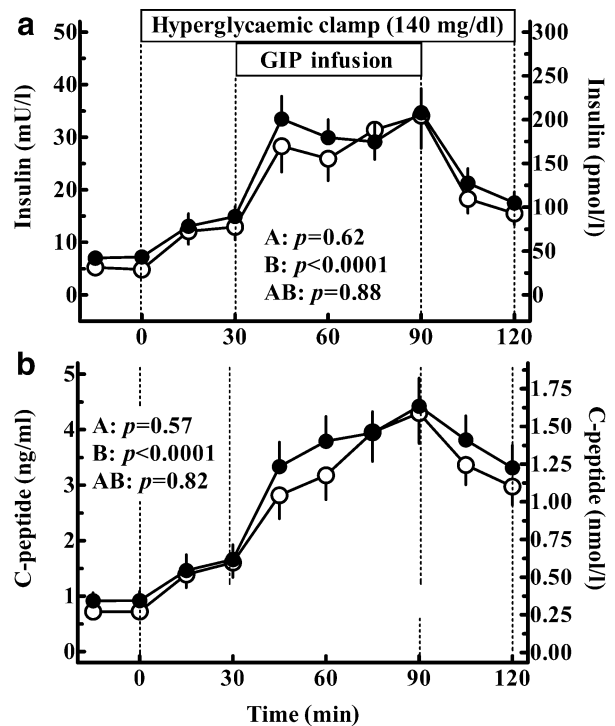 a
Hyperglycaemic clamp (140 mg/dl)
GIP infusion
50
40
30
20
10
0
Insulin (mU/l)
300
250
200
150
100
50
0
Insulin (pmol/l)
A: p=0.62
B: p<0.0001
AB: p=0.88
0 30 60 90 120
b
5
4
3
2
1
0
C-peptide (ng/ml)
1.75
1.50
1.25
1.00
0.75
0.50
0.25
0.00
C-peptide (nmol/l)
A: p=0.57
B: p<0.0001
AB: p=0.82
0 30 60 90 120
Time (min)